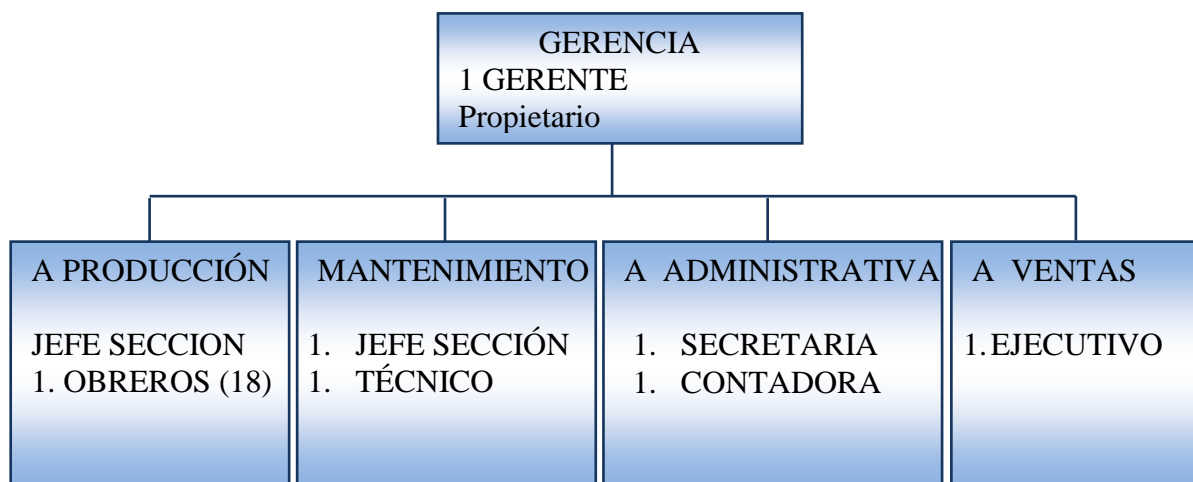 GERENCIA
1 GERENTE
Propietario
A PRODUCCIÓN
JEFE SECCION
1. OBREROS (18)
MANTENIMIENTO
1. JEFE SECCIÓN
1. TÉCNICO
A ADMINISTRATIVA
1. SECRETARIA
1. CONTADORA
A VENTAS
1. EJECUTIVO